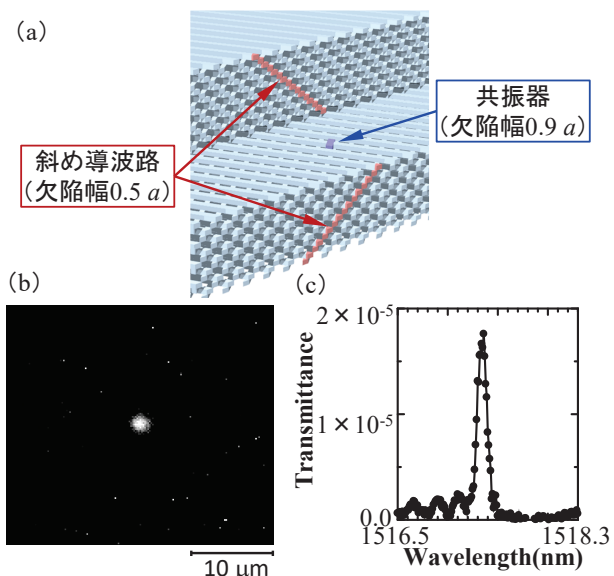 (a)
共振器
(欠陥幅0.9 a)
斜め導波路
(欠陥幅0.5 a)
(b)
10 μm
(c)
2×10⁻⁵
1×10⁻⁵
0.0
Transmittance
1516.5
1518.3
Wavelength(nm)